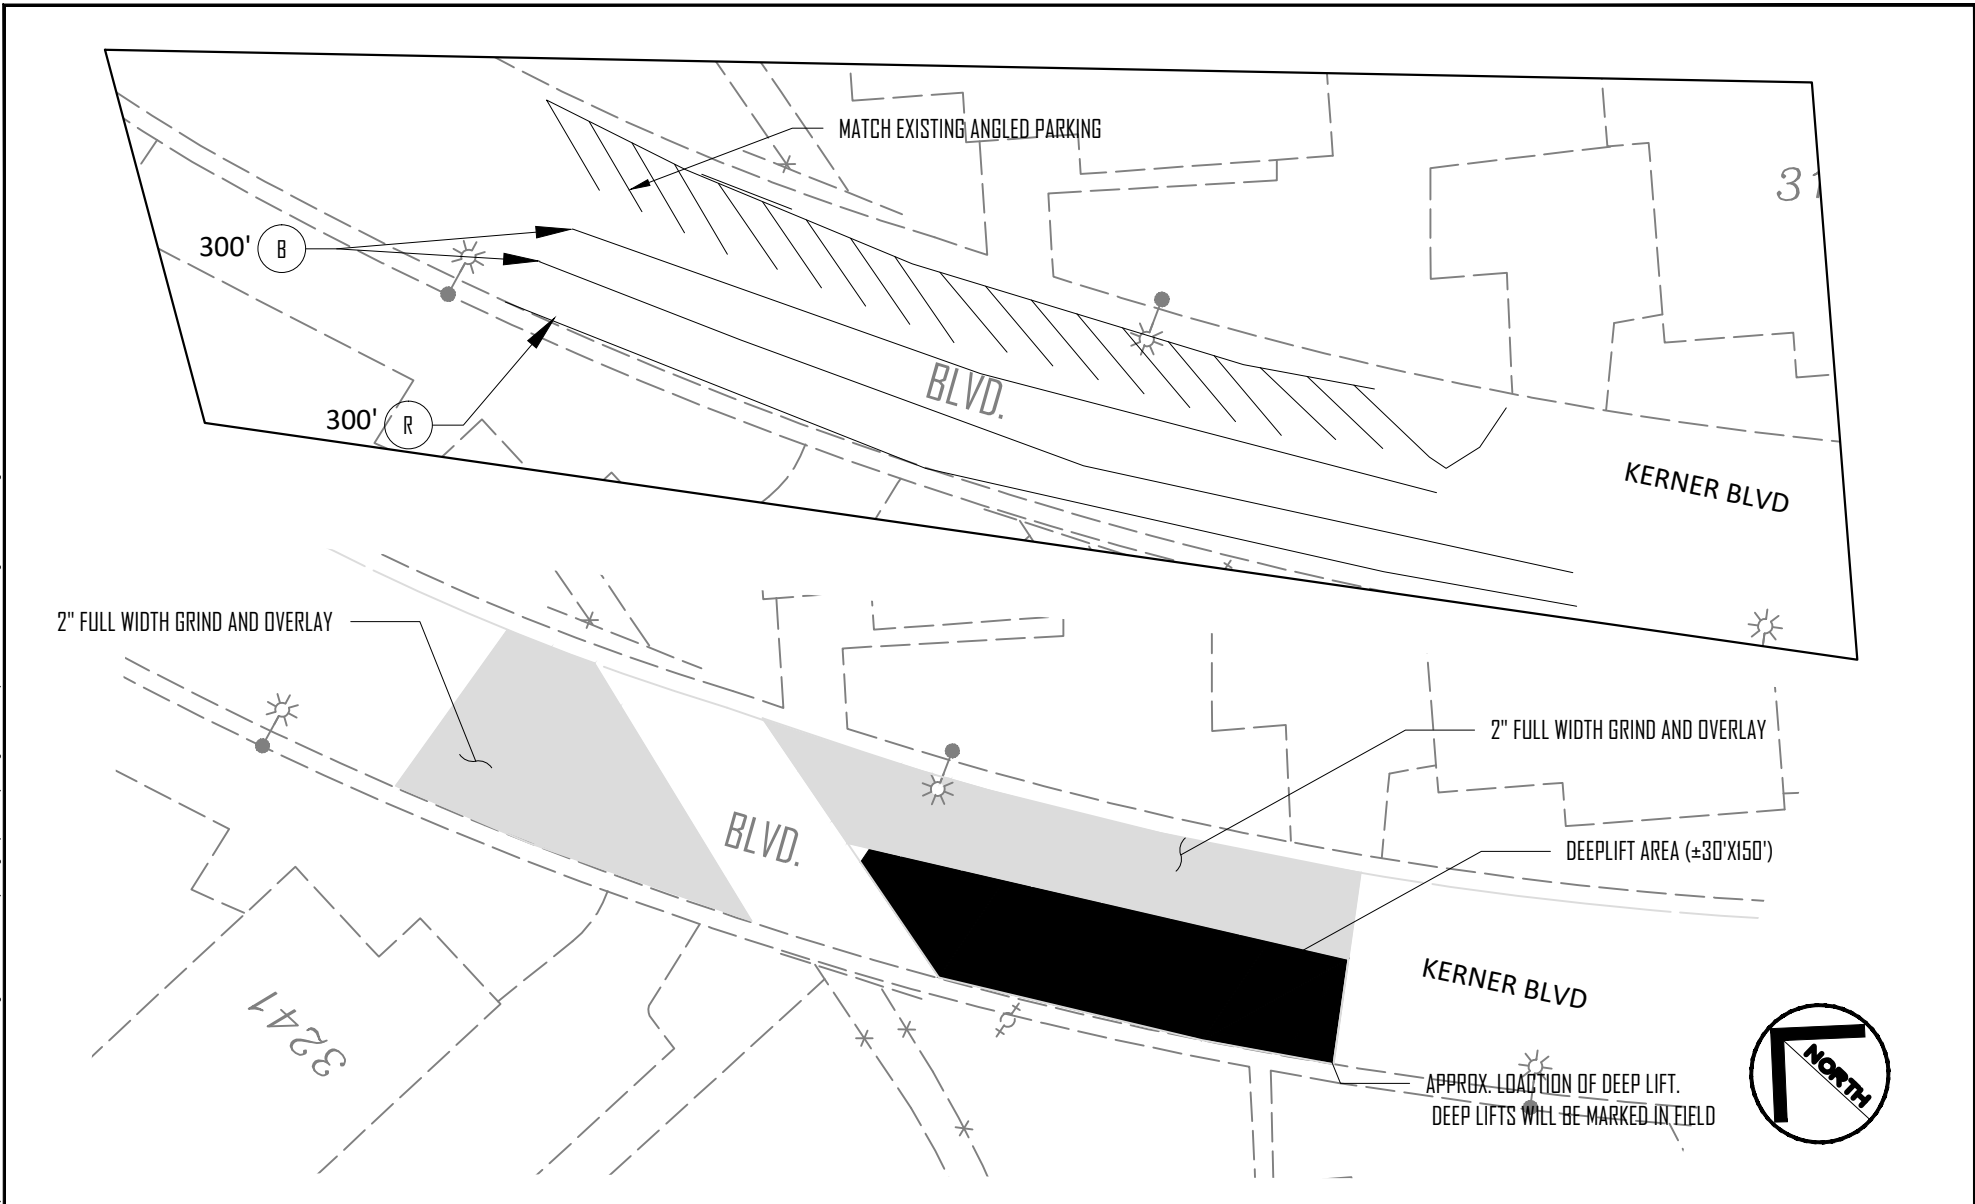 MATCH EXISTING ANGLED PARKING
300' B
300' R
BLVD.
KERNER BLVD
2" FULL WIDTH GRIND AND OVERLAY
2" FULL WIDTH GRIND AND OVERLAY
BLVD.
DEEPLIFT AREA (±30'X150')
KERNER BLVD
3241
APPROX. LOACTION OF DEEP LIFT.
DEEP LIFTS WILL BE MARKED IN FIELD
NORTH